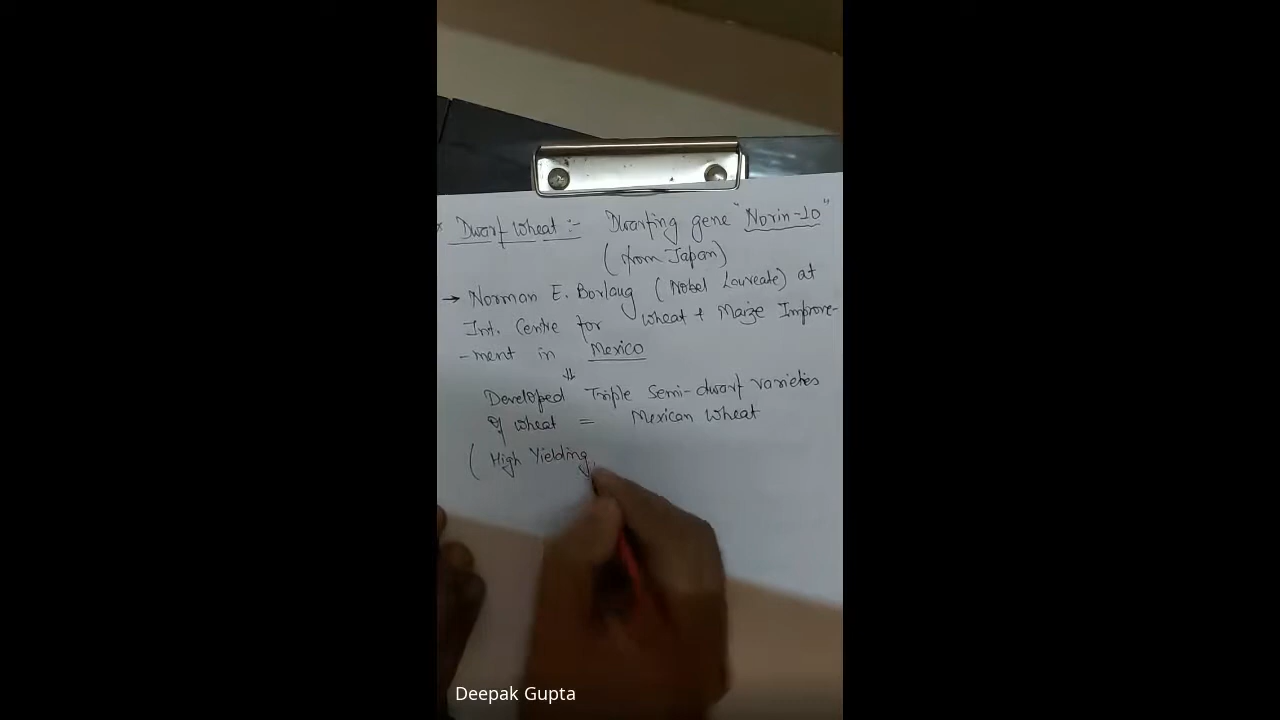 * Dwarf wheat :- Dwarfing gene "Norin-10"
(from Japan)
→ Norman E. Borlaug (Nobel Laureate) at
Int. Centre for wheat + Maize Improve-
-ment in Mexico
⇓
Developed Triple Semi-dwarf varieties
of wheat = Mexican Wheat
( High Yielding,
Deepak Gupta